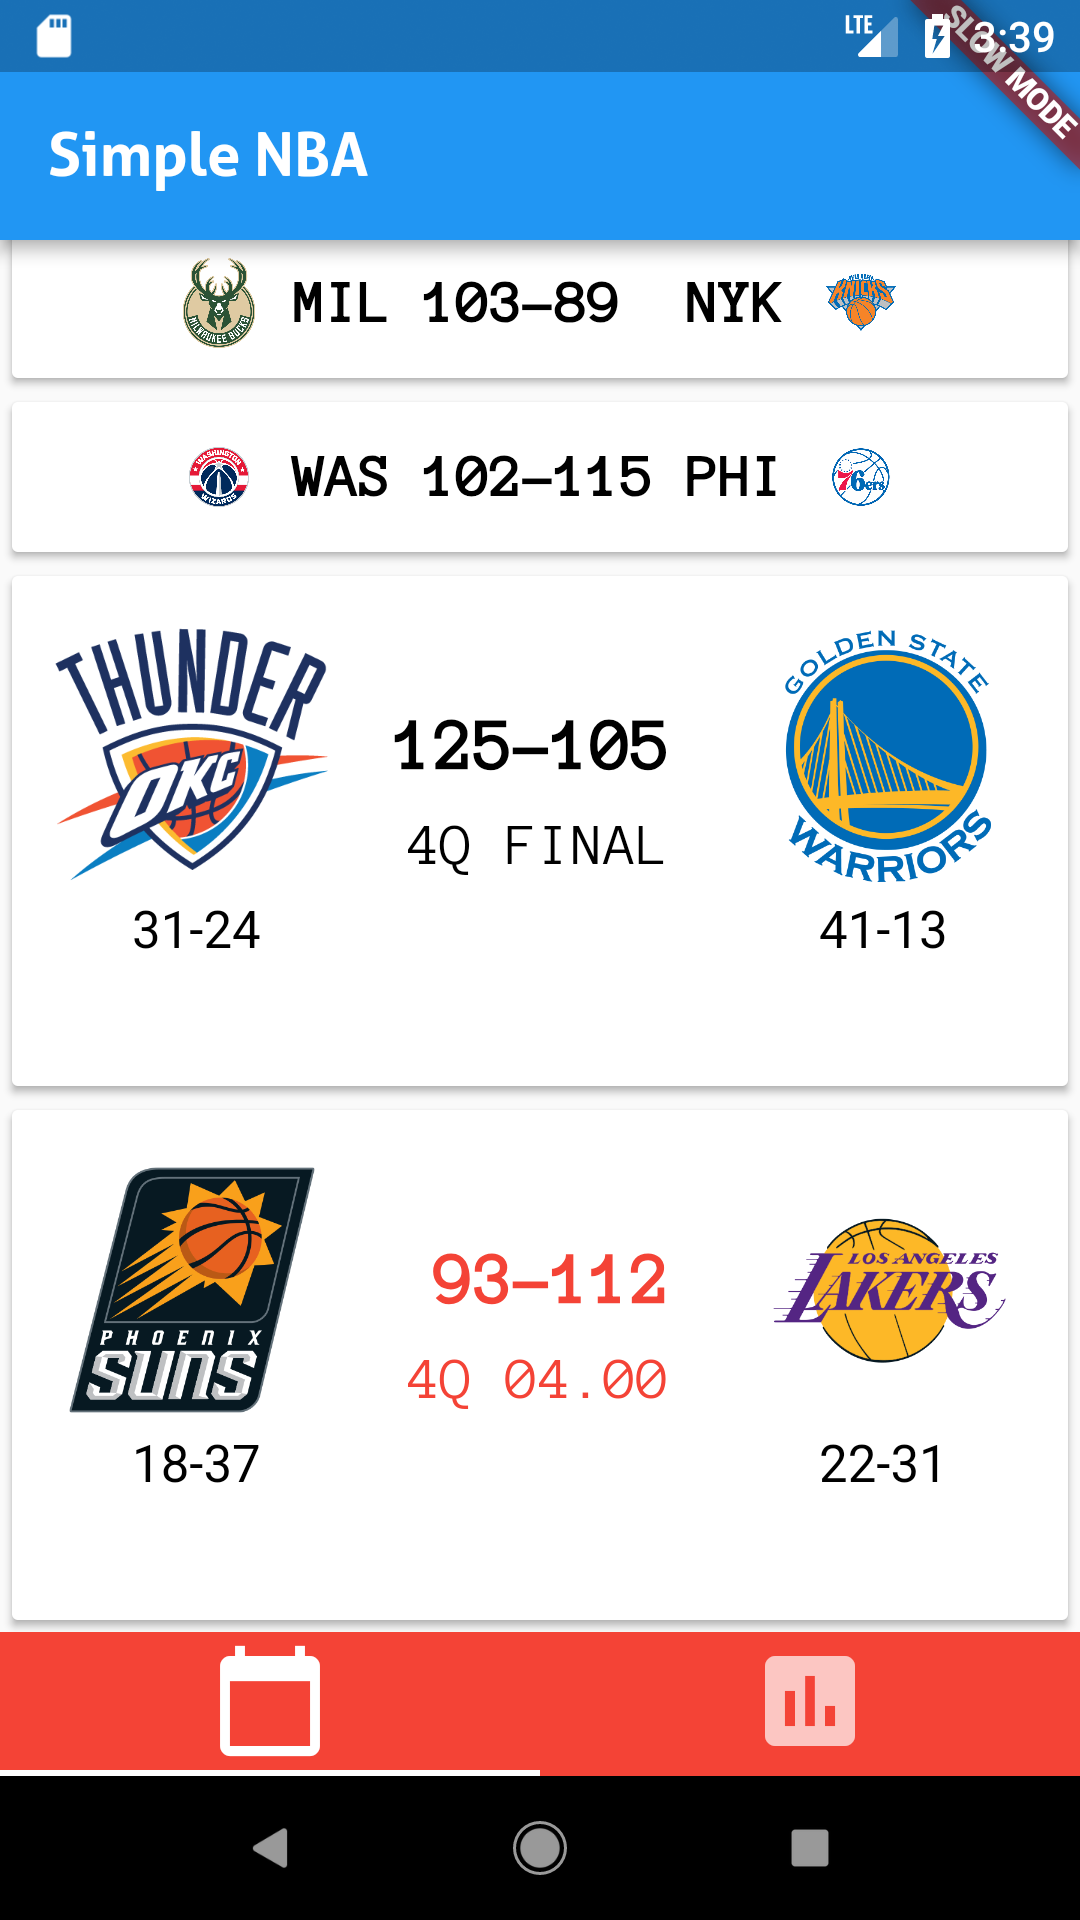 LTE 3:39
SLOW MODE
Simple NBA
MILWAUKEE BUCKS MIL 103-89 NYK NEW YORK KNICKS
WASHINGTON WIZARDS WAS 102-115 PHI 76ers
THUNDER
OKC
GOLDEN STATE
WARRIORS
125-105
4Q FINAL
31-24 41-13
PHOENIX
SUNS
LOS ANGELES
LAKERS
93-112
4Q 04.00
18-37 22-31